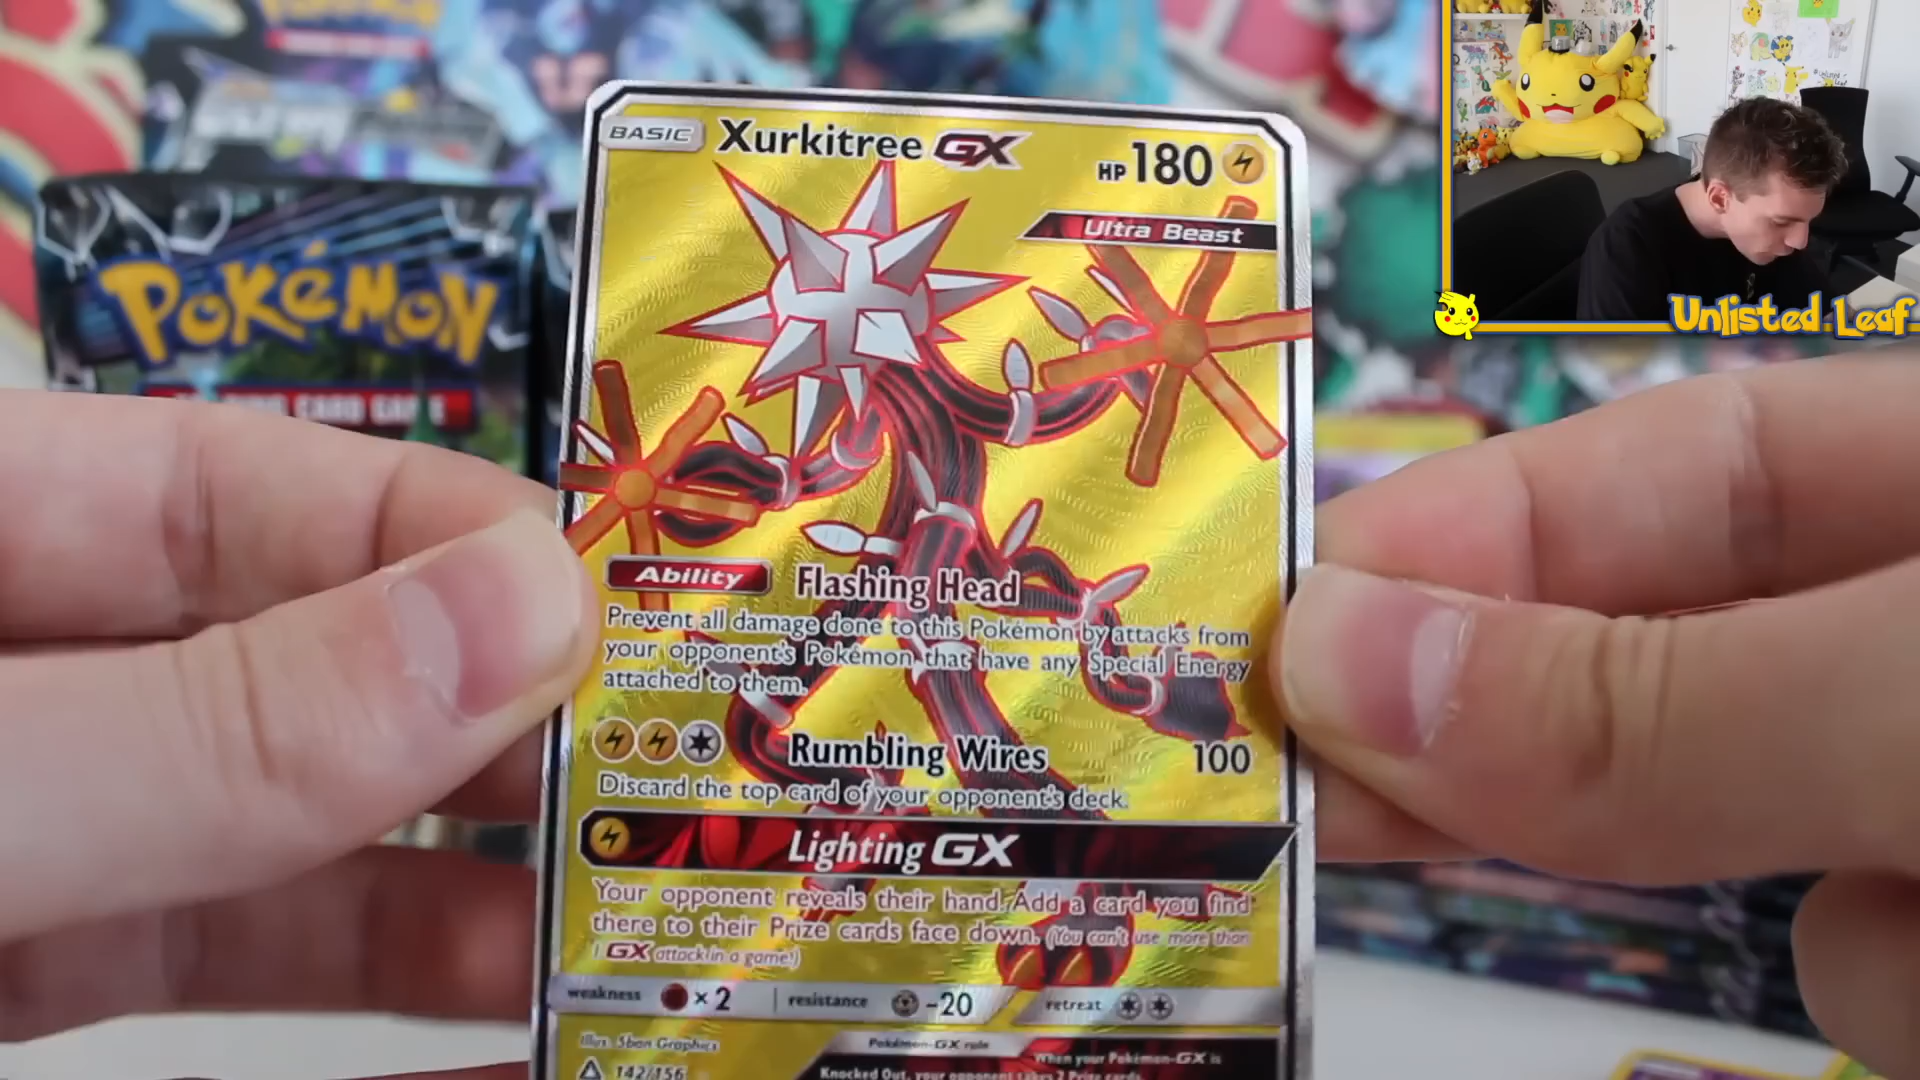 BASIC Xurkitree GX HP 180
Ultra Beast
Unlisted Leaf
POKéMON
TRADING CARD GAME
Ability Flashing Head
Prevent all damage done to this Pokémon by attacks from
your opponent's Pokémon that have any Special Energy
attached to them.
Rumbling Wires 100
Discard the top card of your opponent's deck.
Lighting GX
Your opponent reveals their hand. Add a card you find
there to their Prize cards face down. (You can't use more than
1 GX attack in a game.)
weakness ×2 resistance -20 retreat
Illus. 5ban Graphics Pokémon-GX rule When your Pokémon-GX is
142/156 Knocked Out, your opponent takes 2 Prize cards.